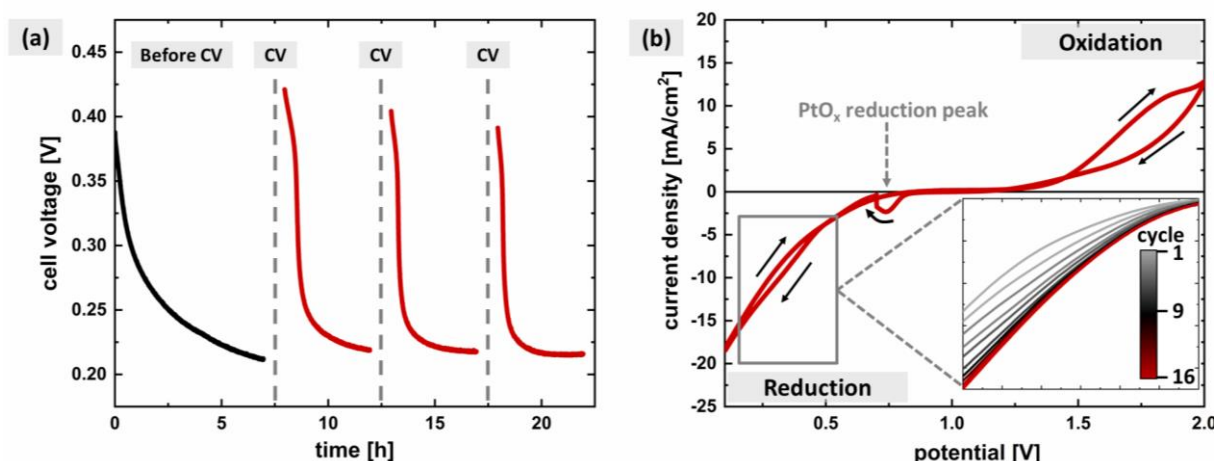 (a)
Before CV
CV
CV
CV
cell voltage [V]
0.45
0.40
0.35
0.30
0.25
0.20
0 5 10 15 20
time [h]
(b)
Oxidation
PtOₓ reduction peak
current density [mA/cm²]
20
15
10
5
0
-5
-10
-15
-20
-25
cycle
1
9
16
Reduction
0.5 1.0 1.5 2.0
potential [V]